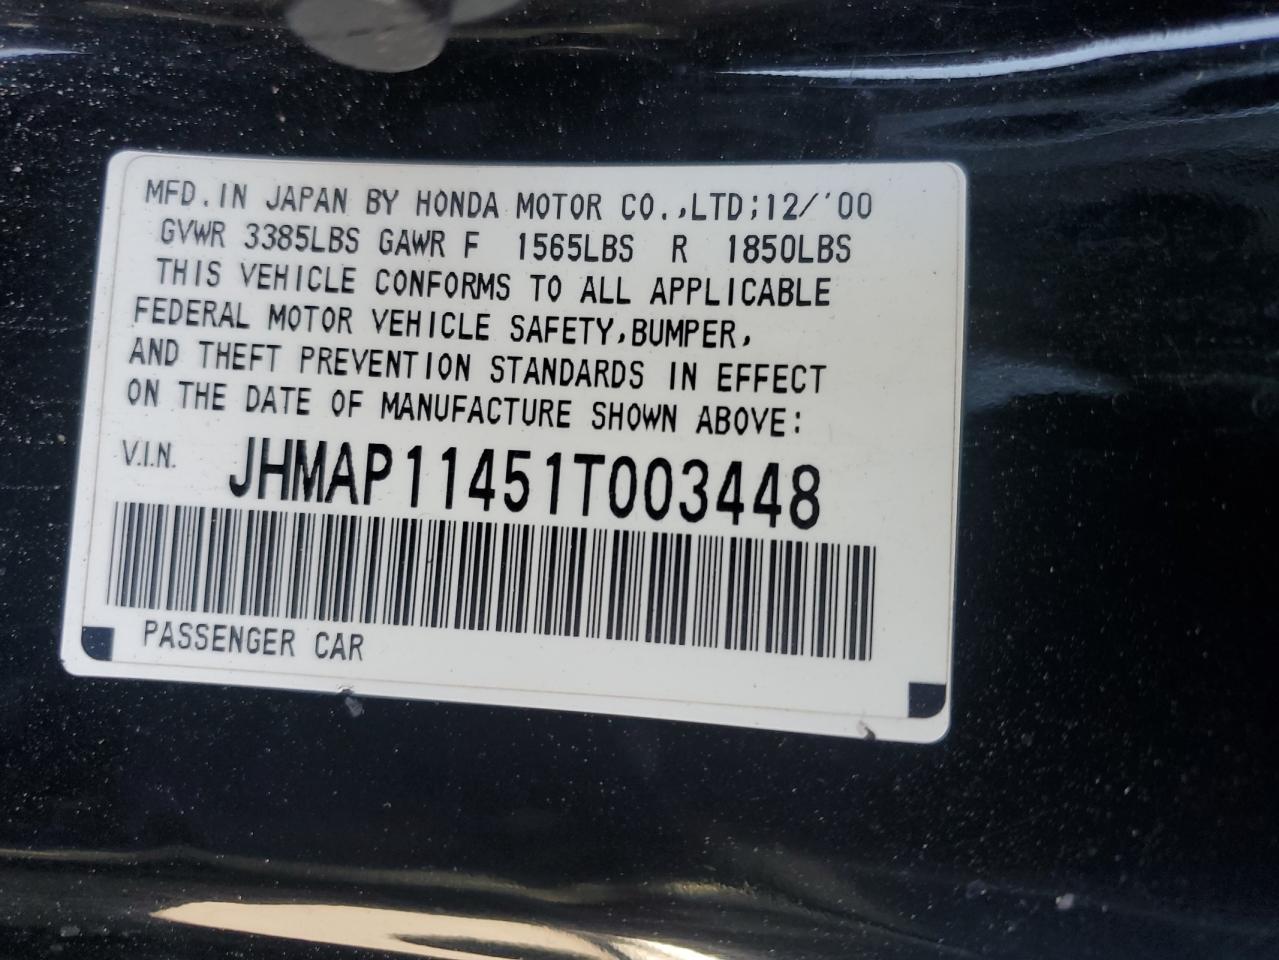 MFD.IN JAPAN BY HONDA MOTOR CO.,LTD;12/'00
GVWR 3385LBS GAWR F 1565LBS R 1850LBS
THIS VEHICLE CONFORMS TO ALL APPLICABLE
FEDERAL MOTOR VEHICLE SAFETY,BUMPER,
AND THEFT PREVENTION STANDARDS IN EFFECT
ON THE DATE OF MANUFACTURE SHOWN ABOVE:
V.I.N. JHMAP11451T003448
PASSENGER CAR